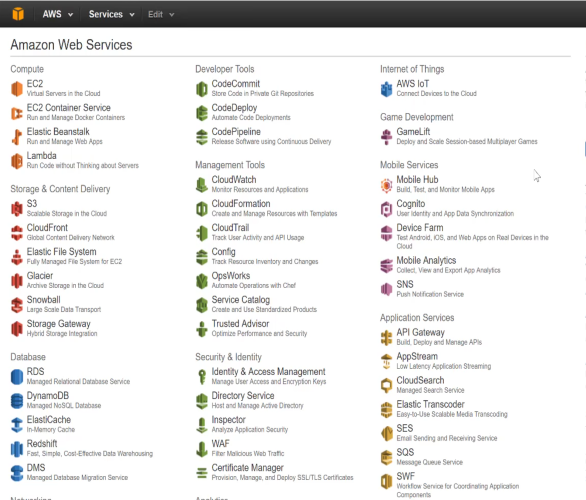 AWS Services Edit
Amazon Web Services
Compute
EC2
Virtual Servers in the Cloud
EC2 Container Service
Run and Manage Docker Containers
Elastic Beanstalk
Run and Manage Web Apps
Lambda
Run Code without Thinking about Servers
Storage & Content Delivery
S3
Scalable Storage in the Cloud
CloudFront
Global Content Delivery Network
Elastic File System
Fully Managed File System for EC2
Glacier
Archive Storage in the Cloud
Snowball
Large Scale Data Transport
Storage Gateway
Hybrid Storage Integration
Database
RDS
Managed Relational Database Service
DynamoDB
Managed NoSQL Database
ElastiCache
In-Memory Cache
Redshift
Fast, Simple, Cost-Effective Data Warehousing
DMS
Managed Database Migration Service
Networking
Developer Tools
CodeCommit
Store Code in Private Git Repositories
CodeDeploy
Automate Code Deployments
CodePipeline
Release Software using Continuous Delivery
Management Tools
CloudWatch
Monitor Resources and Applications
CloudFormation
Create and Manage Resources with Templates
CloudTrail
Track User Activity and API Usage
Config
Track Resource Inventory and Changes
OpsWorks
Automate Operations with Chef
Service Catalog
Create and Use Standardized Products
Trusted Advisor
Optimize Performance and Security
Security & Identity
Identity & Access Management
Manage User Access and Encryption Keys
Directory Service
Host and Manage Active Directory
Inspector
Analyze Application Security
WAF
Filter Malicious Web Traffic
Certificate Manager
Provision, Manage, and Deploy SSL/TLS Certificates
Analytics
Internet of Things
AWS IoT
Connect Devices to the Cloud
Game Development
GameLift
Deploy and Scale Session-based Multiplayer Games
Mobile Services
Mobile Hub
Build, Test, and Monitor Mobile Apps
Cognito
User Identity and App Data Synchronization
Device Farm
Test Android, iOS, and Web Apps on Real Devices in the
Cloud
Mobile Analytics
Collect, View and Export App Analytics
SNS
Push Notification Service
Application Services
API Gateway
Build, Deploy and Manage APIs
AppStream
Low Latency Application Streaming
CloudSearch
Managed Search Service
Elastic Transcoder
Easy-to-Use Scalable Media Transcoding
SES
Email Sending and Receiving Service
SQS
Message Queue Service
SWF
Workflow Service for Coordinating Application
Components